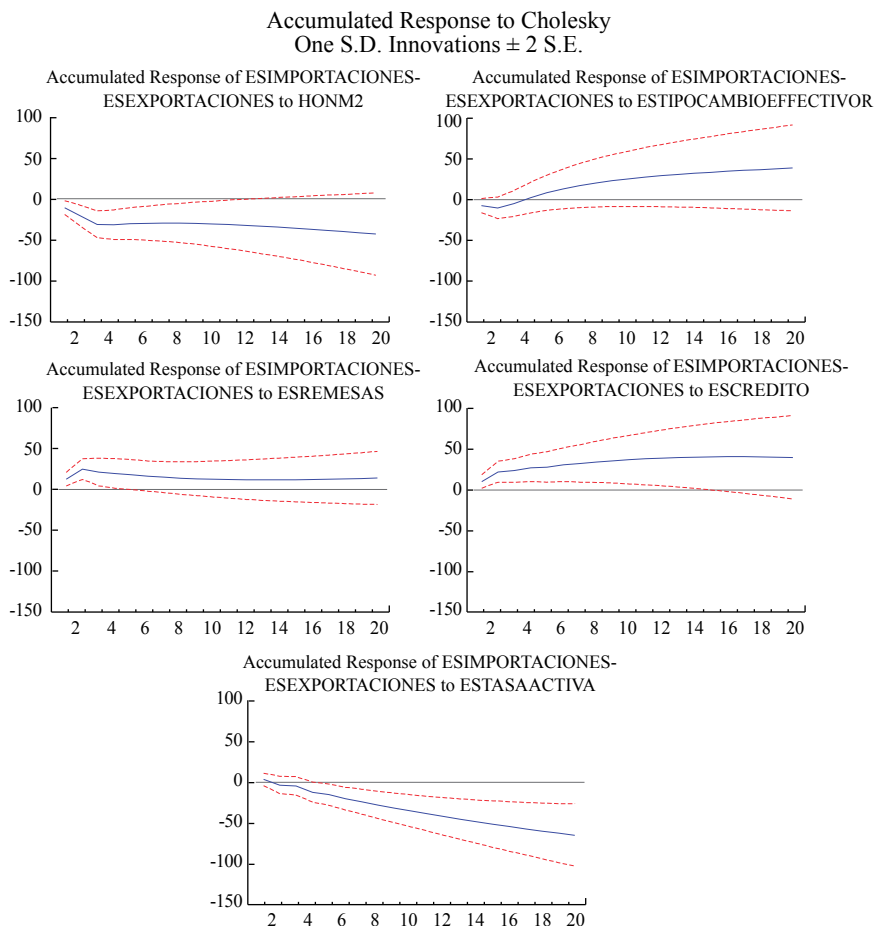 Accumulated Response to Cholesky
One S.D. Innovations ± 2 S.E.
Accumulated Response of ESIMPORTACIONES-
ESEXPORTACIONES to HONM2
100
50
0
-50
-100
-150
2 4 6 8 10 12 14 16 18 20
Accumulated Response of ESIMPORTACIONES-
ESEXPORTACIONES to ESTIPOCAMBIOEFFECTIVOR
100
50
0
-50
-100
-150
2 4 6 8 10 12 14 16 18 20
Accumulated Response of ESIMPORTACIONES-
ESEXPORTACIONES to ESREMESAS
100
50
0
-50
-100
-150
2 4 6 8 10 12 14 16 18 20
Accumulated Response of ESIMPORTACIONES-
ESEXPORTACIONES to ESCREDITO
100
50
0
-50
-100
-150
2 4 6 8 10 12 14 16 18 20
Accumulated Response of ESIMPORTACIONES-
ESEXPORTACIONES to ESTASAACTIVA
100
50
0
-50
-100
-150
2 4 6 8 10 12 14 16 18 20